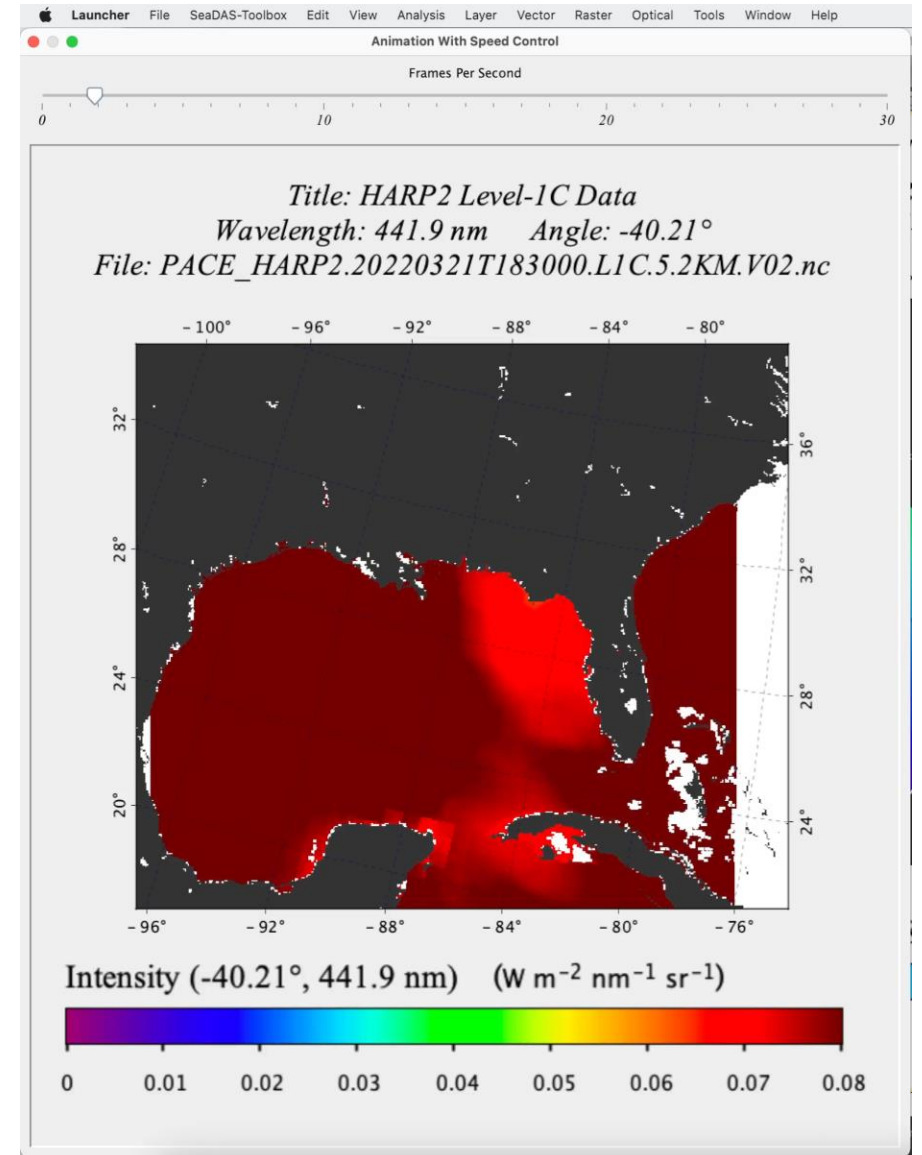 Launcher File SeaDAS-Toolbox Edit View Analysis Layer Vector Raster Optical Tools Window Help
Animation With Speed Control
Frames Per Second
0 10 20 30
Title: HARP2 Level-1C Data
Wavelength: 441.9 nm Angle: -40.21°
File: PACE_HARP2.20220321T183000.L1C.5.2KM.V02.nc
-100° -96° -92° -88° -84° -80°
32°
36°
28°
32°
24°
28°
20°
24°
-96° -92° -88° -84° -80° -76°
Intensity (-40.21°, 441.9 nm) (W m⁻² nm⁻¹ sr⁻¹)
0 0.01 0.02 0.03 0.04 0.05 0.06 0.07 0.08